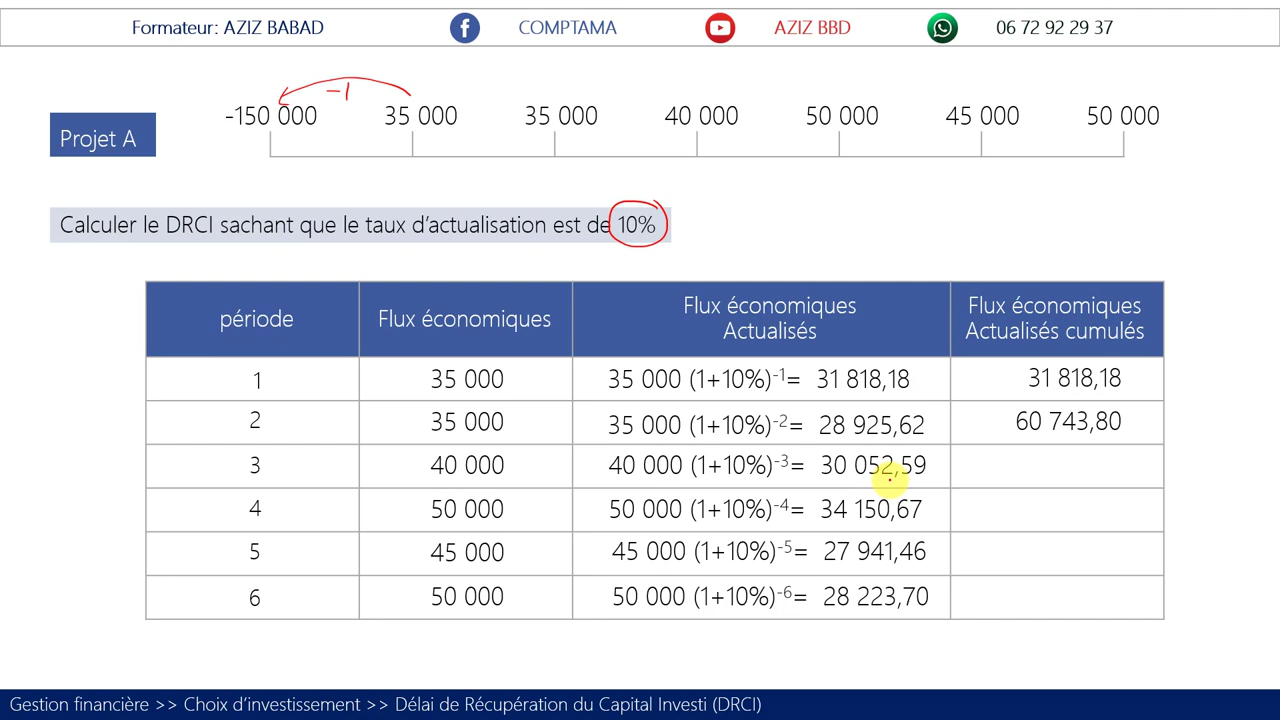 Formateur: AZIZ BABAD COMPTAMA AZIZ BBD 06 72 92 29 37
-1
-150 000 35 000 35 000 40 000 50 000 45 000 50 000
Projet A
Calculer le DRCI sachant que le taux d'actualisation est de 10%
période Flux économiques Flux économiques Actualisés Flux économiques Actualisés cumulés
1 35 000 35 000 (1+10%)⁻¹= 31 818,18 31 818,18
2 35 000 35 000 (1+10%)⁻²= 28 925,62 60 743,80
3 40 000 40 000 (1+10%)⁻³= 30 052,59
4 50 000 50 000 (1+10%)⁻⁴= 34 150,67
5 45 000 45 000 (1+10%)⁻⁵= 27 941,46
6 50 000 50 000 (1+10%)⁻⁶= 28 223,70
Gestion financière >> Choix d'investissement >> Délai de Récupération du Capital Investi (DRCI)